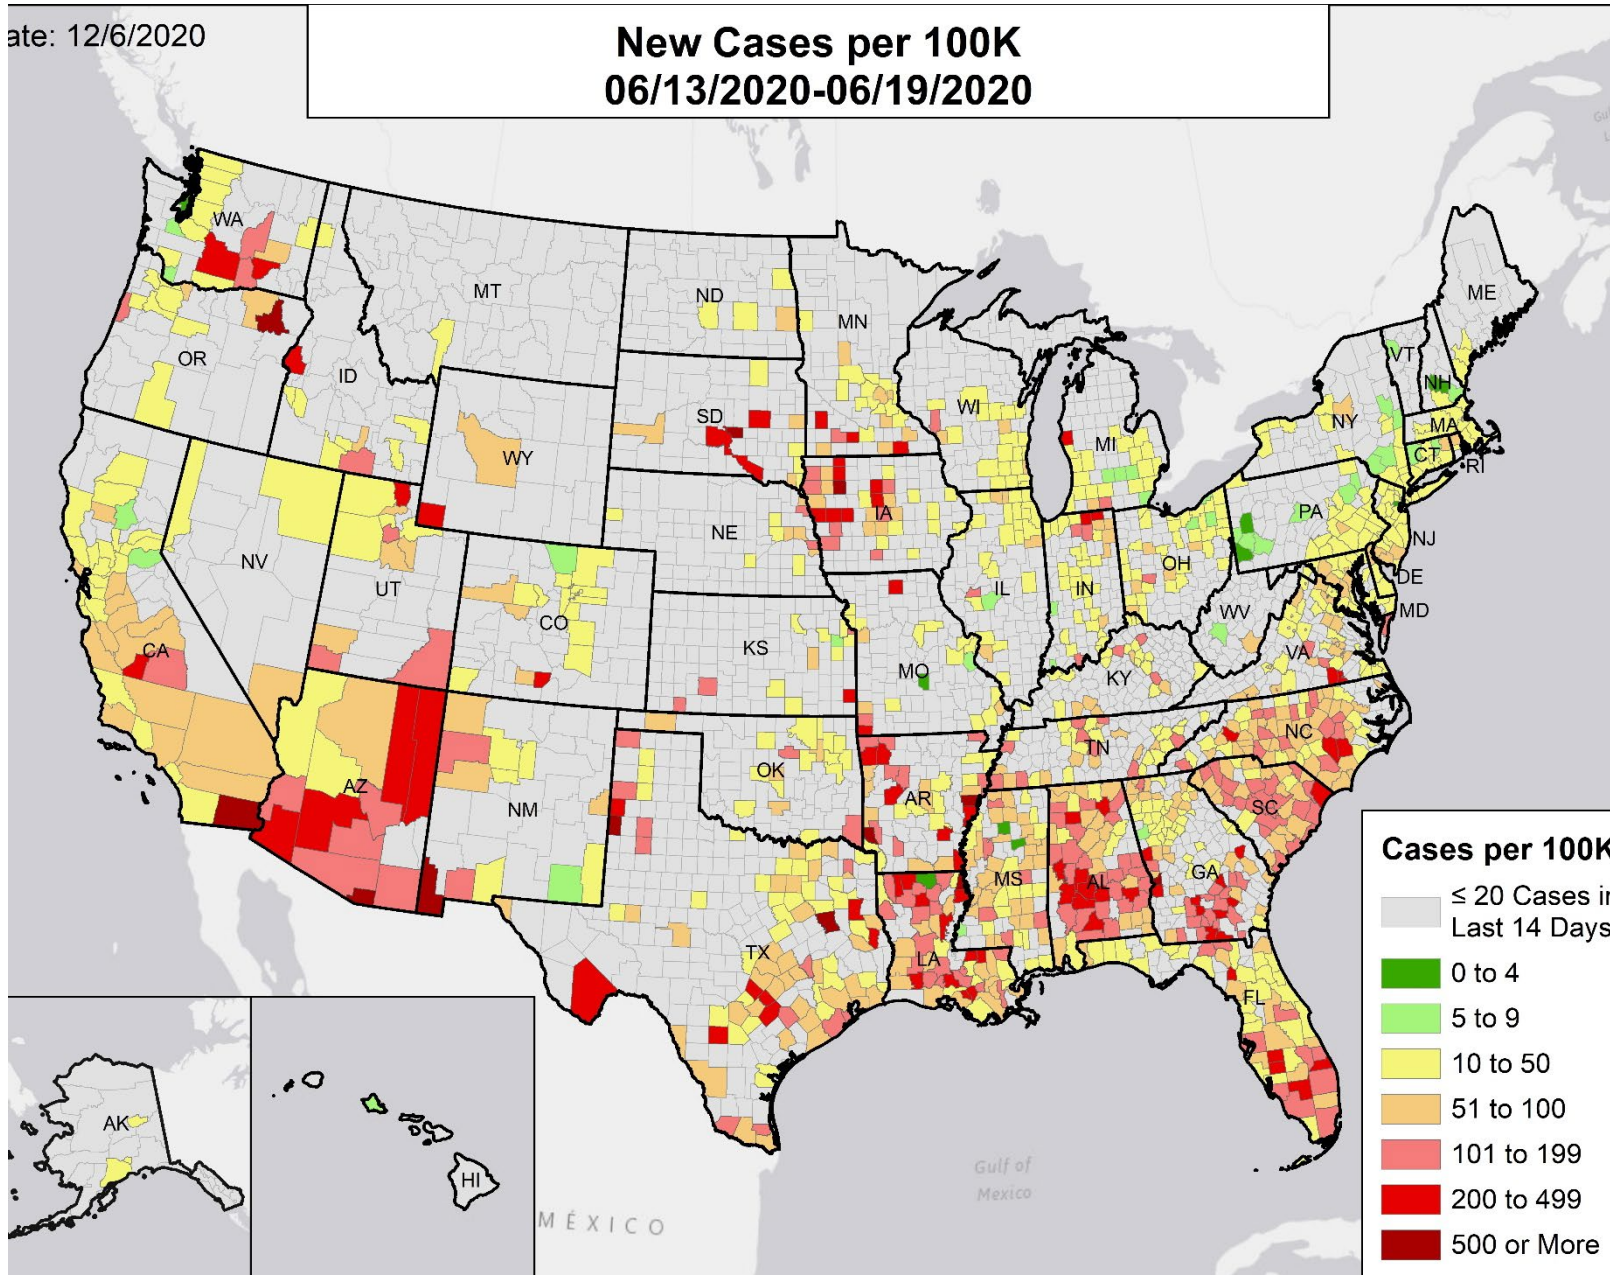 ate: 12/6/2020
New Cases per 100K
06/13/2020-06/19/2020
WA
MT
ND
MN
ME
OR
ID
SD
WI
MI
VT
NH
NY
MA
CT
RI
WY
IA
NE
PA
NJ
NV
UT
CO
IL
IN
OH
DE
MD
WV
CA
KS
MO
KY
VA
AZ
NM
OK
AR
TN
NC
SC
MS
AL
GA
TX
LA
FL
AK
HI
MÉXICO
Gulf of
Mexico
Cases per 100K
≤ 20 Cases in
Last 14 Days
0 to 4
5 to 9
10 to 50
51 to 100
101 to 199
200 to 499
500 or More